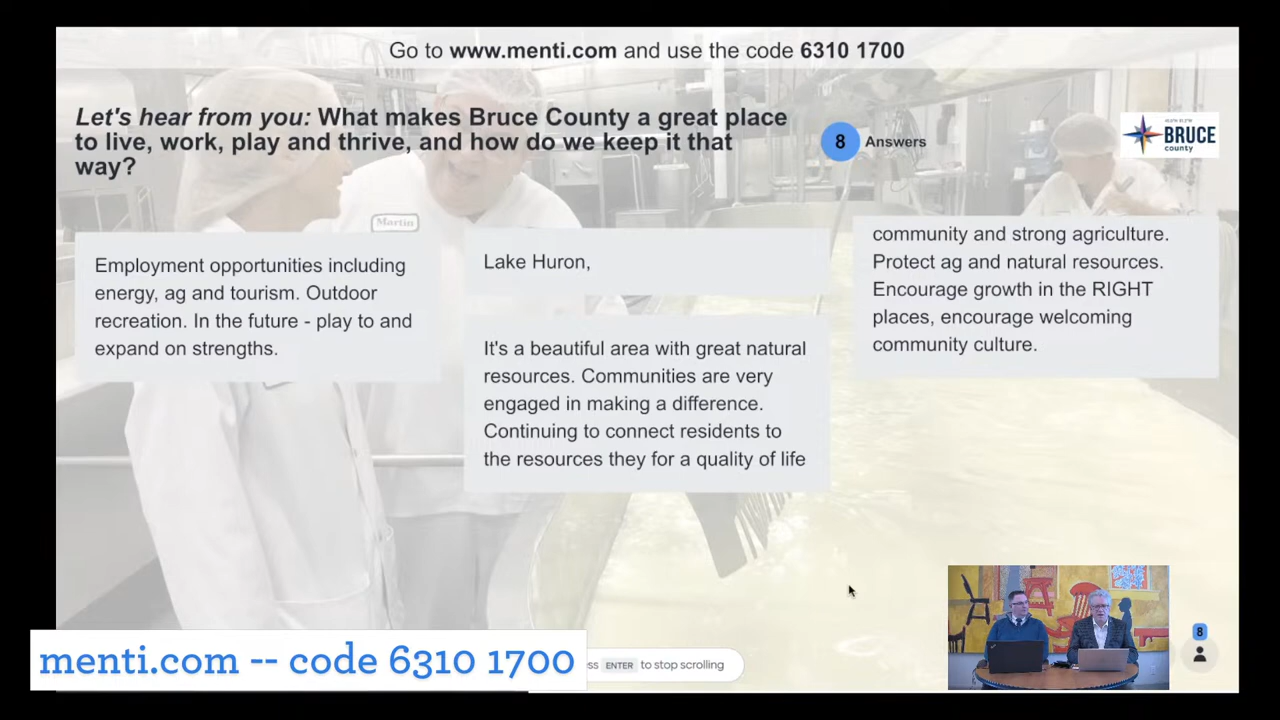 Go to www.menti.com and use the code 6310 1700
Let's hear from you: What makes Bruce County a great place
to live, work, play and thrive, and how do we keep it that
way?
8 Answers
BRUCE
county
Martin
Employment opportunities including
energy, ag and tourism. Outdoor
recreation. In the future - play to and
expand on strengths.
Lake Huron,
It's a beautiful area with great natural
resources. Communities are very
engaged in making a difference.
Continuing to connect residents to
the resources they for a quality of life
community and strong agriculture.
Protect ag and natural resources.
Encourage growth in the RIGHT
places, encourage welcoming
community culture.
menti.com -- code 6310 1700
ENTER to stop scrolling
8